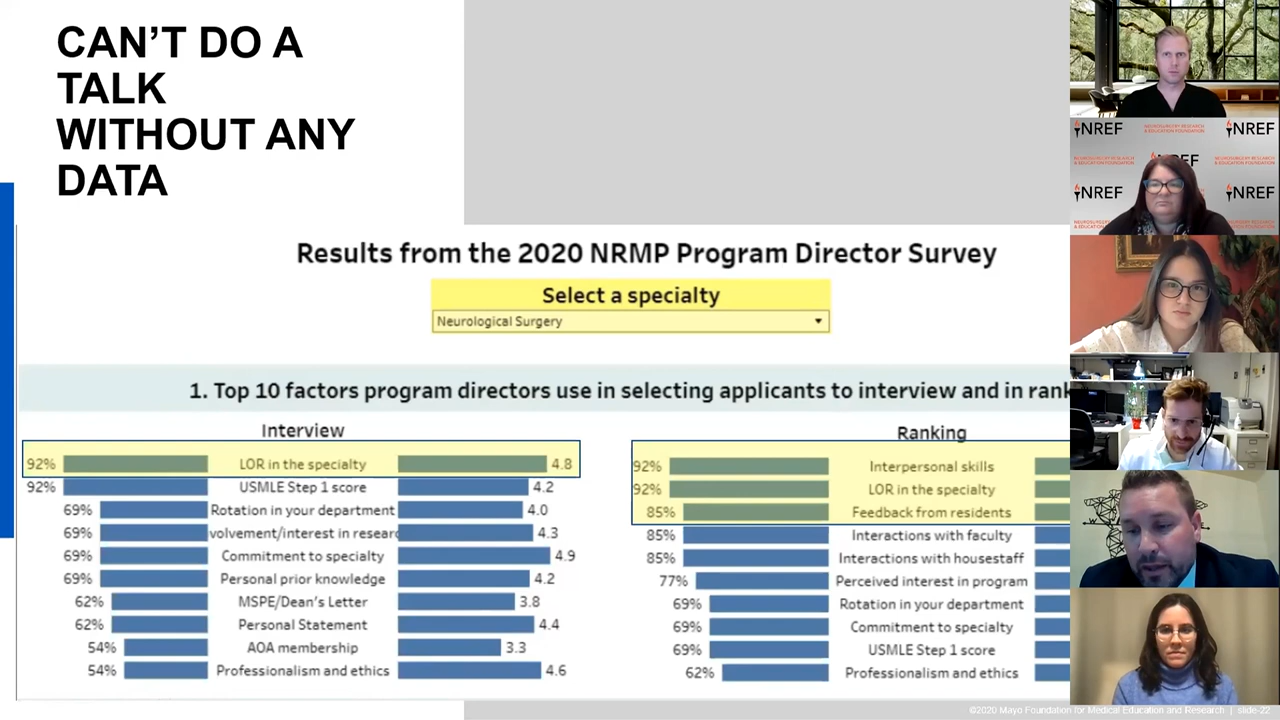 CAN'T DO A
TALK
WITHOUT ANY
DATA
Results from the 2020 NRMP Program Director Survey
Select a specialty
Neurological Surgery
1. Top 10 factors program directors use in selecting applicants to interview and in rank
Interview
92% LOR in the specialty 4.8
92% USMLE Step 1 score 4.2
69% Rotation in your department 4.0
69% volvement/interest in researc 4.3
69% Commitment to specialty 4.9
69% Personal prior knowledge 4.2
62% MSPE/Dean's Letter 3.8
62% Personal Statement 4.4
54% AOA membership 3.3
54% Professionalism and ethics 4.6
Ranking
92% Interpersonal skills
92% LOR in the specialty
85% Feedback from residents
85% Interactions with faculty
85% Interactions with housestaff
77% Perceived interest in program
69% Rotation in your department
69% Commitment to specialty
69% USMLE Step 1 score
62% Professionalism and ethics
NREF
NEUROSURGERY RESEARCH
& EDUCATION FOUNDATION
NREF
NREF
NREF
©2020 Mayo Foundation for Medical Education and Research | slide-22